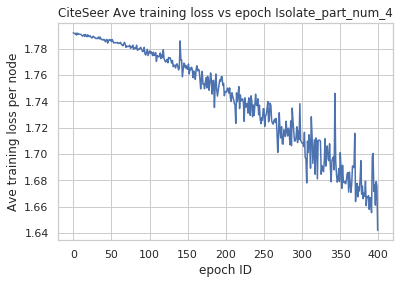 CiteSeer Ave training loss vs epoch Isolate_part_num_4
Ave training loss per node
1.78
1.76
1.74
1.72
1.70
1.68
1.66
1.64
0 50 100 150 200 250 300 350 400
epoch ID